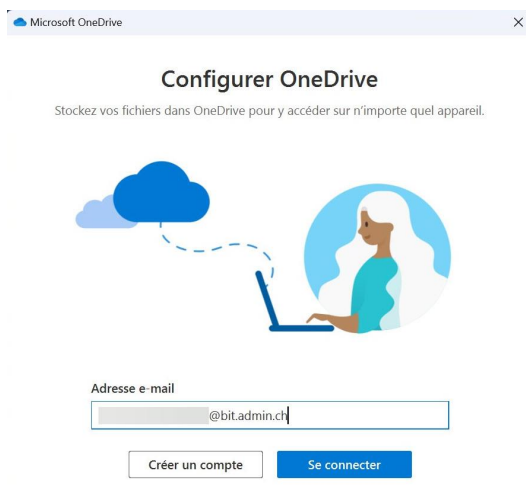 Microsoft OneDrive
Configurer OneDrive
Stockez vos fichiers dans OneDrive pour y accéder sur n'importe quel appareil.
Adresse e-mail
@bit.admin.ch
Créer un compte
Se connecter